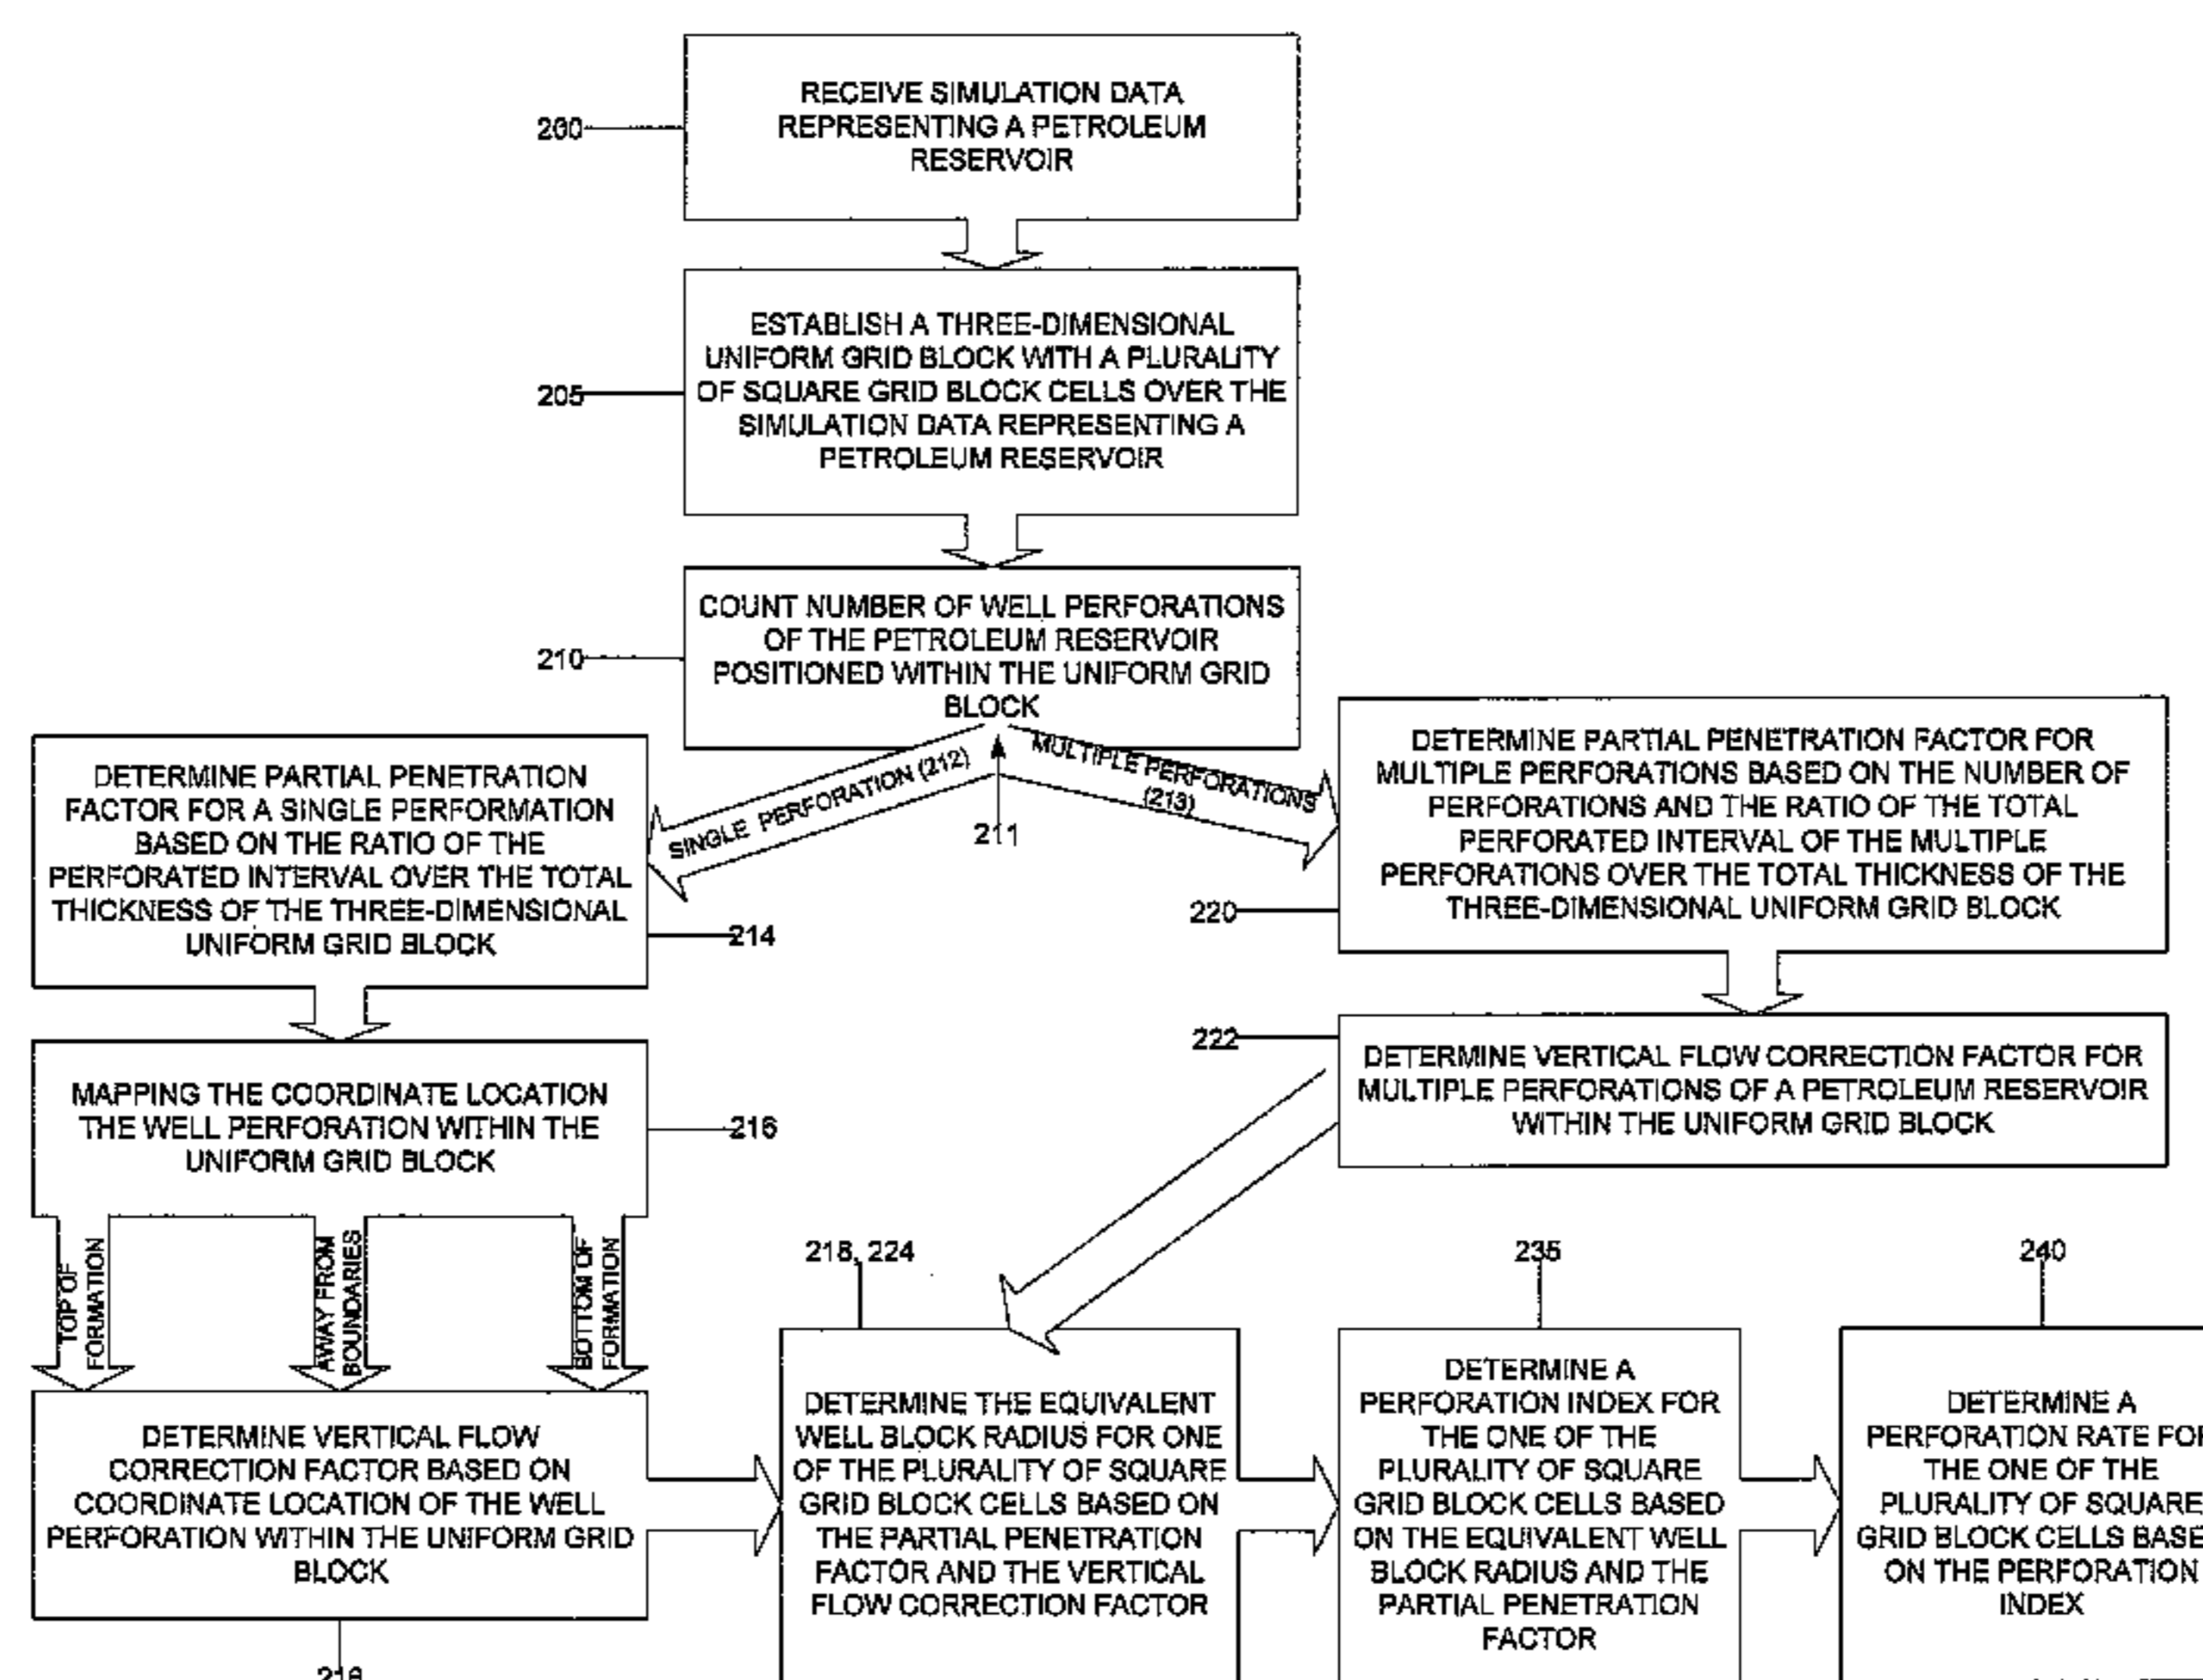 RECEIVE SIMULATION DATA
REPRESENTING A PETROLEUM
RESERVOIR
200
ESTABLISH A THREE-DIMENSIONAL
UNIFORM GRID BLOCK WITH A PLURALITY
OF SQUARE GRID BLOCK CELLS OVER THE
SIMULATION DATA REPRESENTING A
PETROLEUM RESERVOIR
205
COUNT NUMBER OF WELL PERFORATIONS
OF THE PETROLEUM RESERVOIR
POSITIONED WITHIN THE UNIFORM GRID
BLOCK
210
SINGLE PERFORATION (212)
MULTIPLE PERFORATIONS
(213)
211
DETERMINE PARTIAL PENETRATION
FACTOR FOR A SINGLE PERFORMATION
BASED ON THE RATIO OF THE
PERFORATED INTERVAL OVER THE TOTAL
THICKNESS OF THE THREE-DIMENSIONAL
UNIFORM GRID BLOCK
214
DETERMINE PARTIAL PENETRATION FACTOR FOR
MULTIPLE PERFORATIONS BASED ON THE NUMBER OF
PERFORATIONS AND THE RATIO OF THE TOTAL
PERFORATED INTERVAL OF THE MULTIPLE
PERFORATIONS OVER THE TOTAL THICKNESS OF THE
THREE-DIMENSIONAL UNIFORM GRID BLOCK
220
MAPPING THE COORDINATE LOCATION
THE WELL PERFORATION WITHIN THE
UNIFORM GRID BLOCK
216
222
DETERMINE VERTICAL FLOW CORRECTION FACTOR FOR
MULTIPLE PERFORATIONS OF A PETROLEUM RESERVOIR
WITHIN THE UNIFORM GRID BLOCK
TOP OF
FORMATION
AWAY FROM
BOUNDARIES
BOTTOM OF
FORMATION
DETERMINE VERTICAL FLOW
CORRECTION FACTOR BASED ON
COORDINATE LOCATION OF THE WELL
PERFORATION WITHIN THE UNIFORM GRID
BLOCK
218, 224
DETERMINE THE EQUIVALENT
WELL BLOCK RADIUS FOR ONE
OF THE PLURALITY OF SQUARE
GRID BLOCK CELLS BASED ON
THE PARTIAL PENETRATION
FACTOR AND THE VERTICAL
FLOW CORRECTION FACTOR
235
DETERMINE A
PERFORATION INDEX FOR
THE ONE OF THE
PLURALITY OF SQUARE
GRID BLOCK CELLS BASED
ON THE EQUIVALENT WELL
BLOCK RADIUS AND THE
PARTIAL PENETRATION
FACTOR
240
DETERMINE A
PERFORATION RATE FOR
THE ONE OF THE
PLURALITY OF SQUARE
GRID BLOCK CELLS BASE
ON THE PERFORATION
INDEX